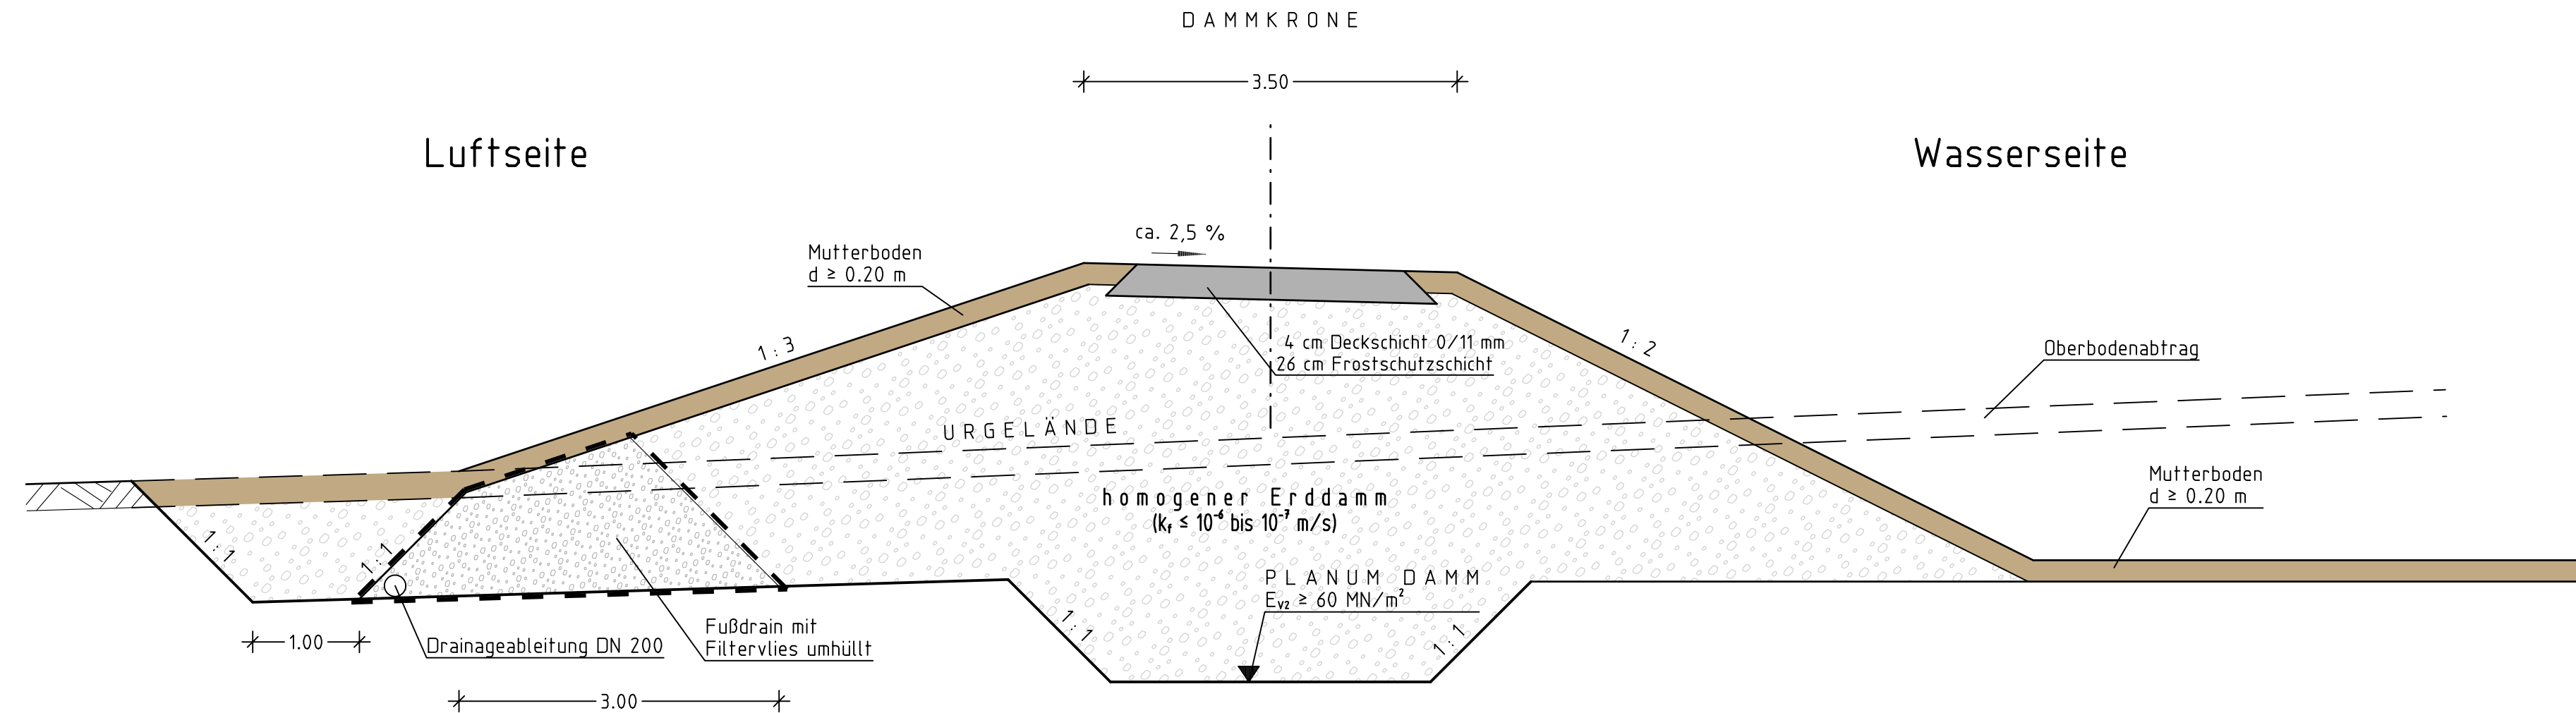 DAMMKRONE
3.50
Luftseite
Wasserseite
ca. 2,5 %
Mutterboden
d ≥ 0.20 m
1 : 3
1 : 2
4 cm Deckschicht 0/11 mm
26 cm Frostschutzschicht
Oberbodenabtrag
URGELÄNDE
Mutterboden
d ≥ 0.20 m
homogener Erddamm
(kf ≤ 10⁻⁶ bis 10⁻⁷ m/s)
1 : 1
1 : 1
PLANUM DAMM
Ev2 ≥ 60 MN/m²
1 : 1
1 : 1
1.00
Drainageableitung DN 200
Fußdrain mit
Filtervlies umhüllt
3.00